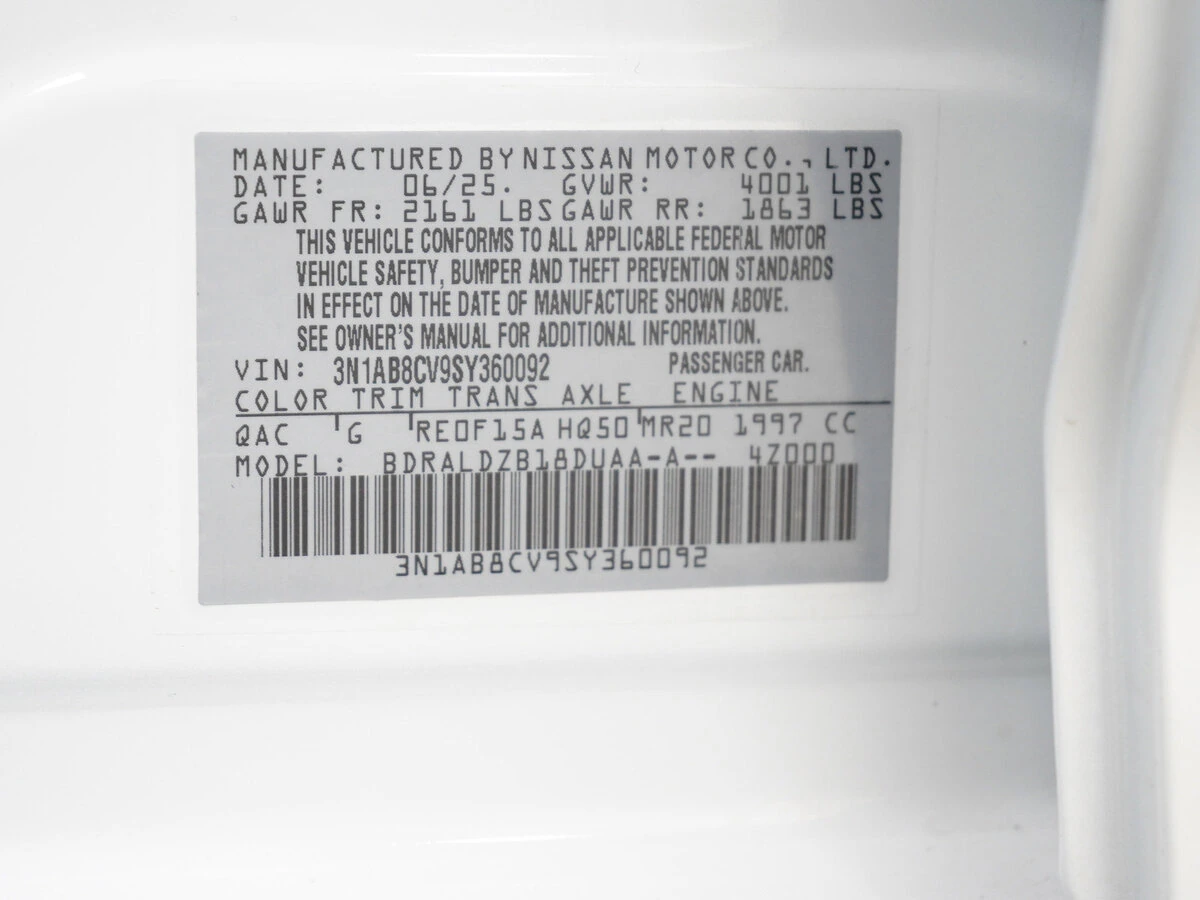 MANUFACTURED BY NISSAN MOTOR CO., LTD.
DATE: 06/25. GVWR: 4001 LBS
GAWR FR: 2161 LBS GAWR RR: 1863 LBS
THIS VEHICLE CONFORMS TO ALL APPLICABLE FEDERAL MOTOR
VEHICLE SAFETY, BUMPER AND THEFT PREVENTION STANDARDS
IN EFFECT ON THE DATE OF MANUFACTURE SHOWN ABOVE.
SEE OWNER'S MANUAL FOR ADDITIONAL INFORMATION.
VIN: 3N1AB8CV9SY360092 PASSENGER CAR.
COLOR TRIM TRANS AXLE ENGINE
QAC G RE0F15A HQ50 MR20 1997 CC
MODEL: BDRALDZB18DUAA-A-- 4Z000
3N1AB8CV9SY360092